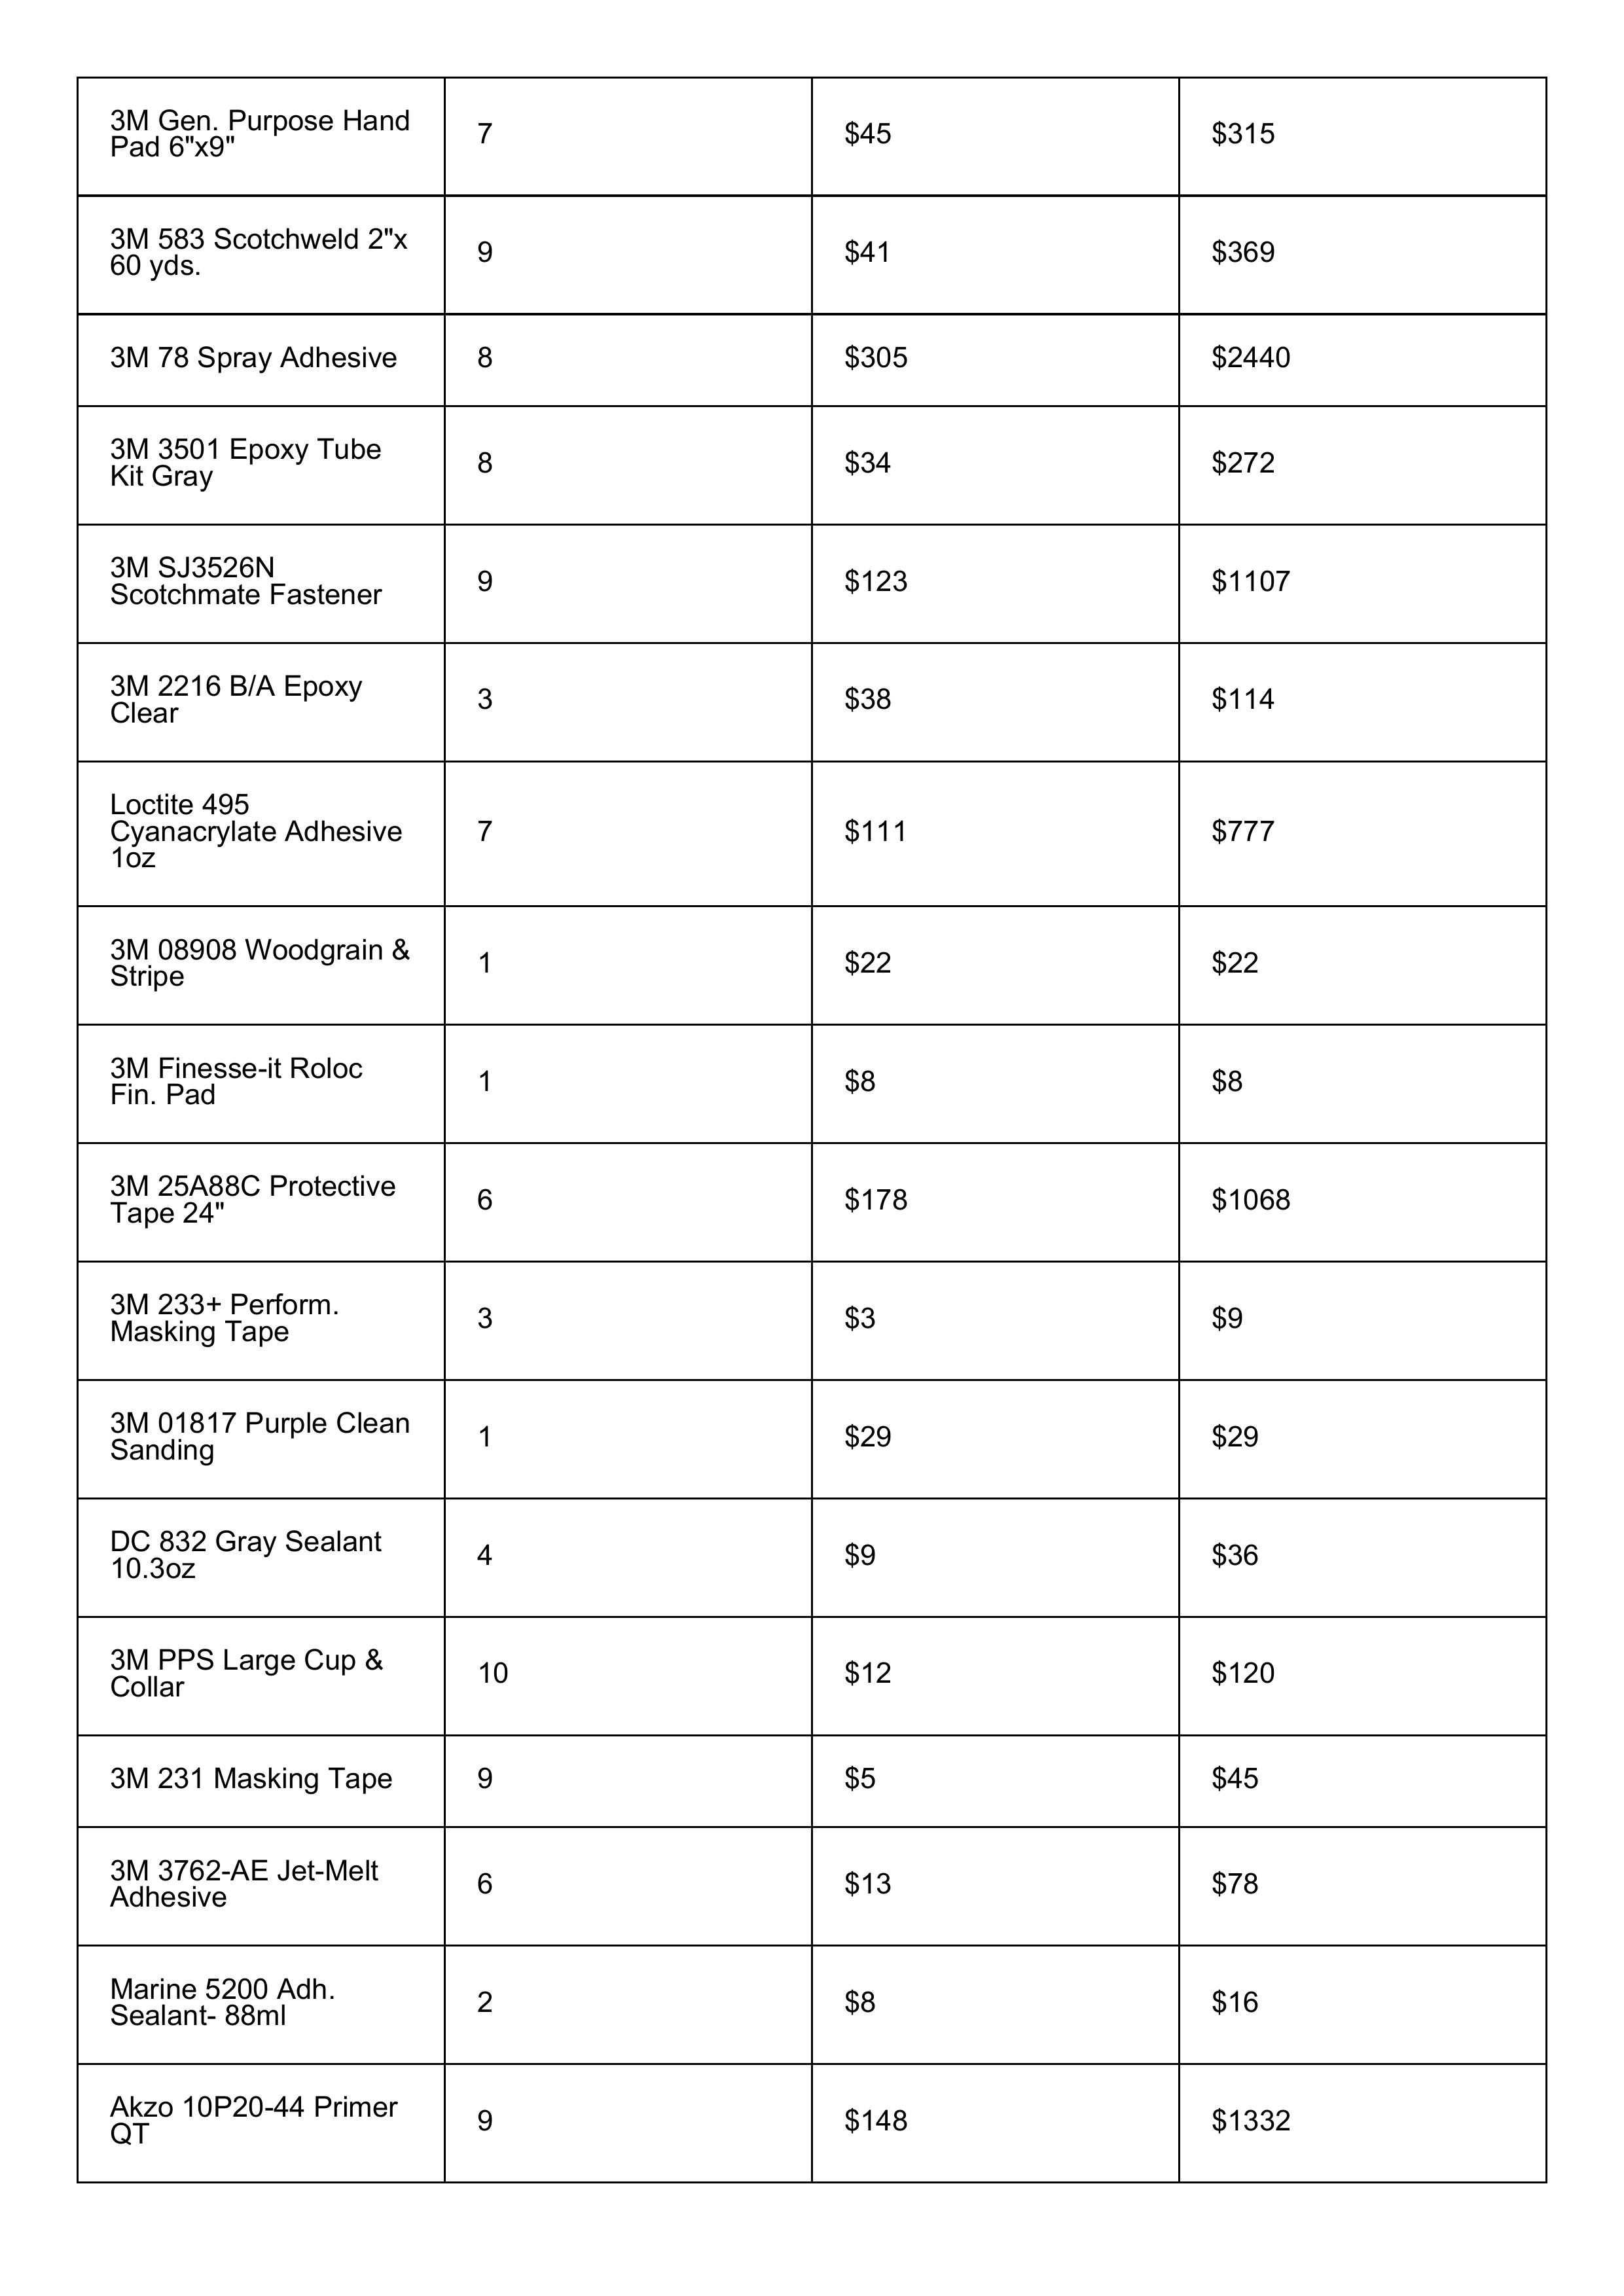 3M Gen. Purpose Hand
Pad 6"x9"
7
$45
$315
3M 583 Scotchweld 2"x
60 yds.
9
$41
$369
3M 78 Spray Adhesive
8
$305
$2440
3M 3501 Epoxy Tube
Kit Gray
8
$34
$272
3M SJ3526N
Scotchmate Fastener
9
$123
$1107
3M 2216 B/A Epoxy
Clear
3
$38
$114
Loctite 495
Cyanacrylate Adhesive
1oz
7
$111
$777
3M 08908 Woodgrain &
Stripe
1
$22
$22
3M Finesse-it Roloc
Fin. Pad
1
$8
$8
3M 25A88C Protective
Tape 24"
6
$178
$1068
3M 233+ Perform.
Masking Tape
3
$3
$9
3M 01817 Purple Clean
Sanding
1
$29
$29
DC 832 Gray Sealant
10.3oz
4
$9
$36
3M PPS Large Cup &
Collar
10
$12
$120
3M 231 Masking Tape
9
$5
$45
3M 3762-AE Jet-Melt
Adhesive
6
$13
$78
Marine 5200 Adh.
Sealant- 88ml
2
$8
$16
Akzo 10P20-44 Primer
QT
9
$148
$1332